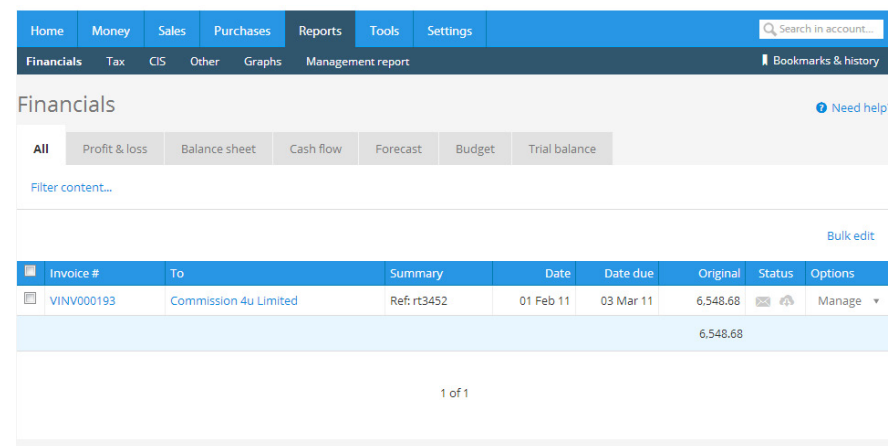 Home Money Sales Purchases Reports Tools Settings Search in account...
Financials Tax CIS Other Graphs Management report Bookmarks & history
Financials Need help?
All Profit & loss Balance sheet Cash flow Forecast Budget Trial balance
Filter content...
Bulk edit
Invoice # To Summary Date Date due Original Status Options
VINV000193 Commission 4u Limited Ref: rt3452 01 Feb 11 03 Mar 11 6,548.68 Manage
6,548.68
1 of 1